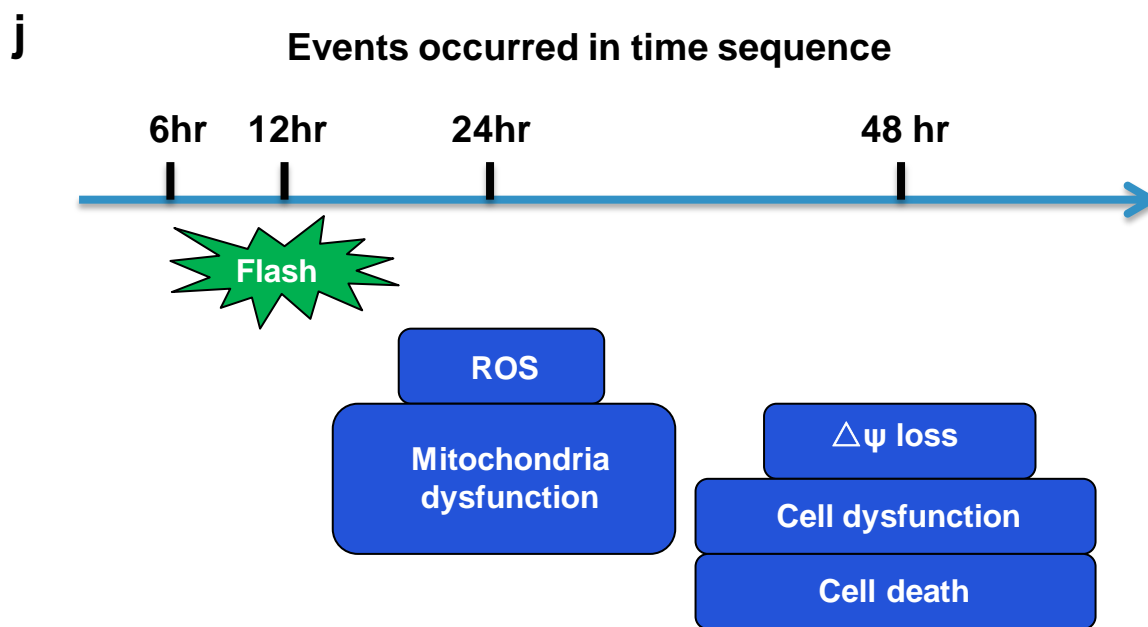 j
Events occurred in time sequence
6hr 12hr 24hr 48 hr
Flash
ROS
Mitochondria
dysfunction
△ψ loss
Cell dysfunction
Cell death